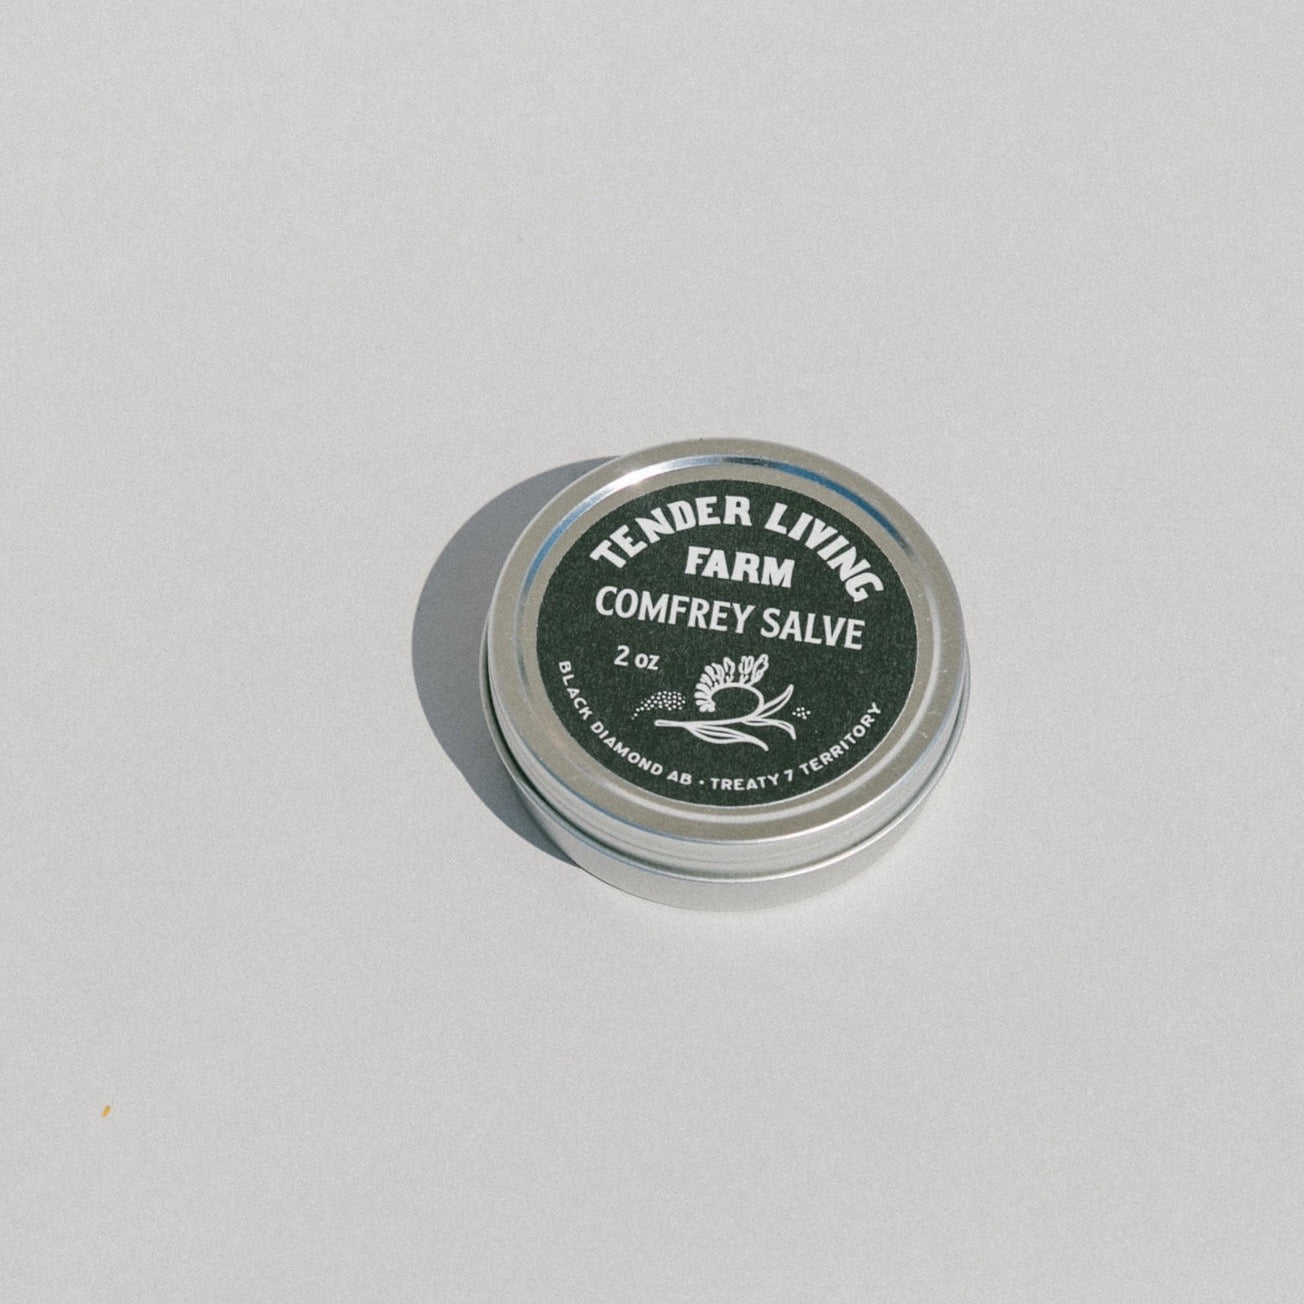 TENDER LIVING
FARM
COMFREY SALVE
2 oz
BLACK DIAMOND AB • TREATY 7 TERRITORY